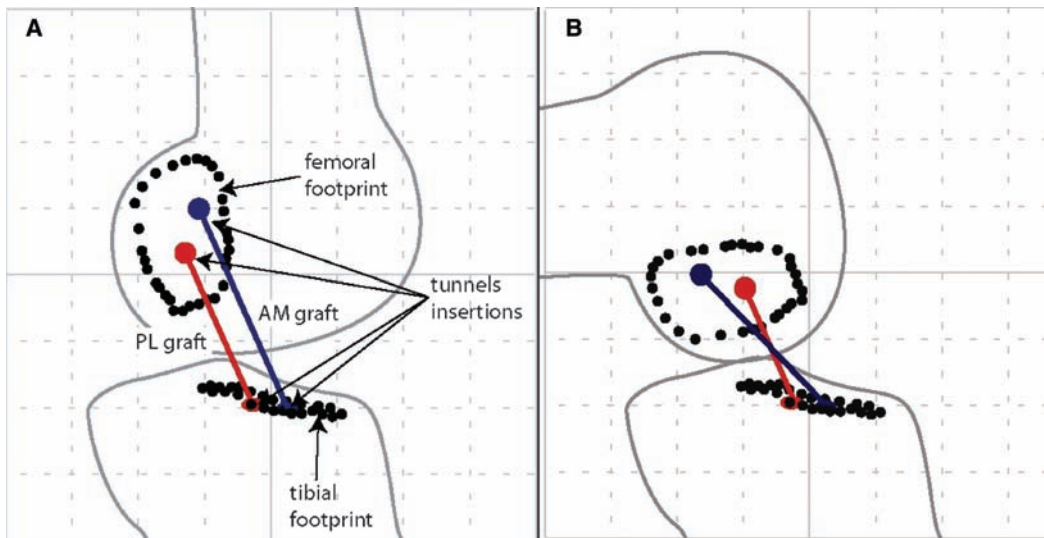 A
B
femoral
footprint
tunnels
insertions
AM graft
PL graft
tibial
footprint